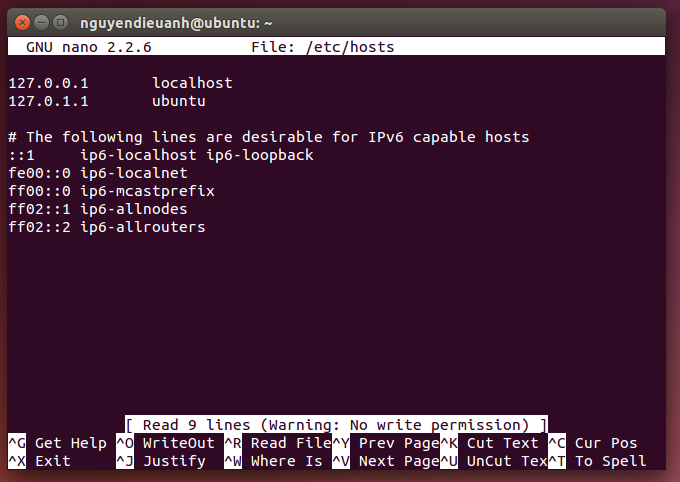 nguyendieuanh@ubuntu: ~
GNU nano 2.2.6 File: /etc/hosts
127.0.0.1 localhost
127.0.1.1 ubuntu
# The following lines are desirable for IPv6 capable hosts
::1 ip6-localhost ip6-loopback
fe00::0 ip6-localnet
ff00::0 ip6-mcastprefix
ff02::1 ip6-allnodes
ff02::2 ip6-allrouters
[ Read 9 lines (Warning: No write permission) ]
^G Get Help ^O WriteOut ^R Read File ^Y Prev Page ^K Cut Text ^C Cur Pos
^X Exit ^J Justify ^W Where Is ^V Next Page ^U UnCut Tex ^T To Spell